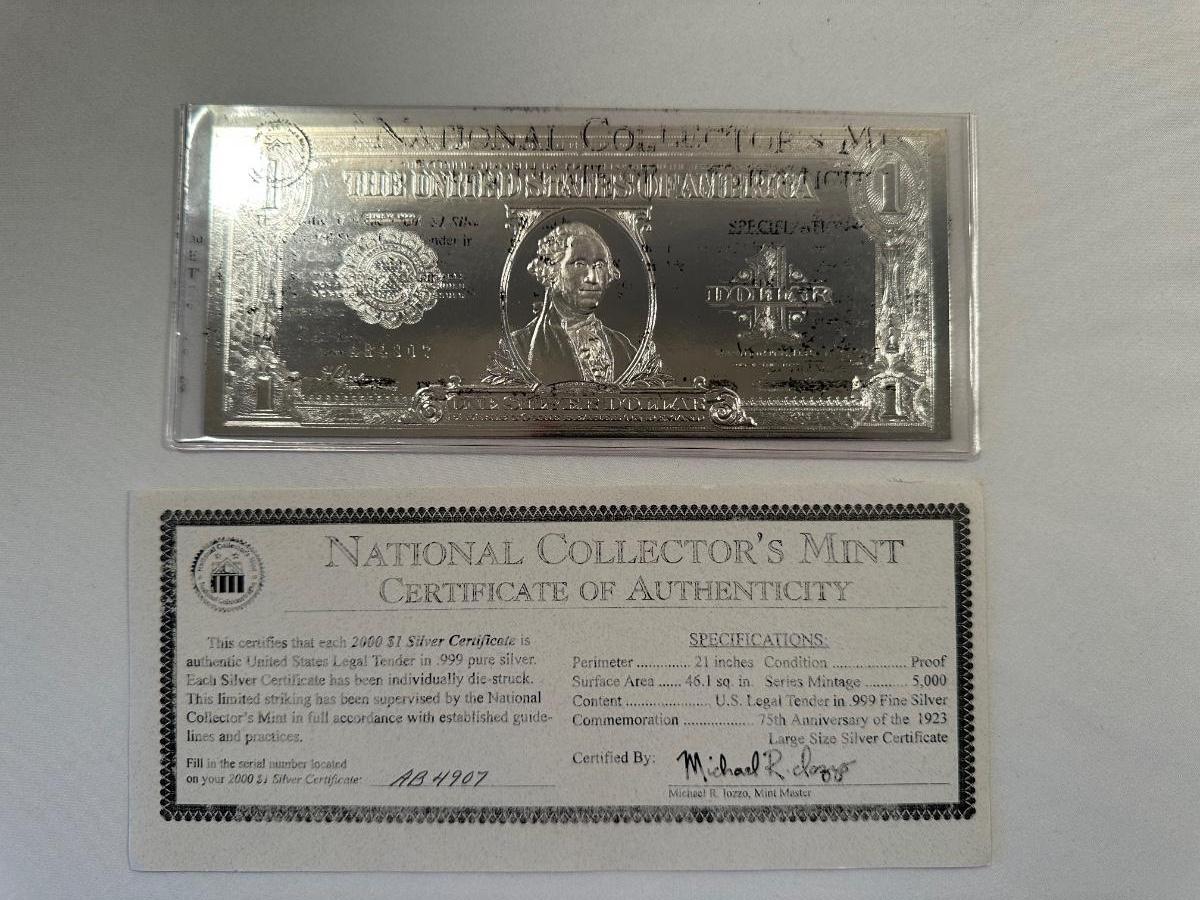 NATIONAL COLLECTOR'S M
THE UNITED STATES OF AMERICA
1
1
$1 Silve
SPECIFICATI
1
DOLLAR
1
1
ONE SILVER DOLLAR
NATIONAL COLLECTOR'S MINT
CERTIFICATE OF AUTHENTICITY
This certifies that each 2000 $1 Silver Certificate is
authentic United States Legal Tender in .999 pure silver.
Each Silver Certificate has been individually die-struck.
This limited striking has been supervised by the National
Collector's Mint in full accordance with established guide-
lines and practices.
Fill in the serial number located
on your 2000 $1 Silver Certificate: AB4907
SPECIFICATIONS:
Perimeter .............. 21 inches Condition .................. Proof
Surface Area ...... 46.1 sq. in. Series Mintage .......... 5,000
Content ..................... U.S. Legal Tender in .999 Fine Silver
Commemoration ................. 75th Anniversary of the 1923
Large Size Silver Certificate
Certified By: Michael R. Iozzo
Michael R. Iozzo, Mint Master